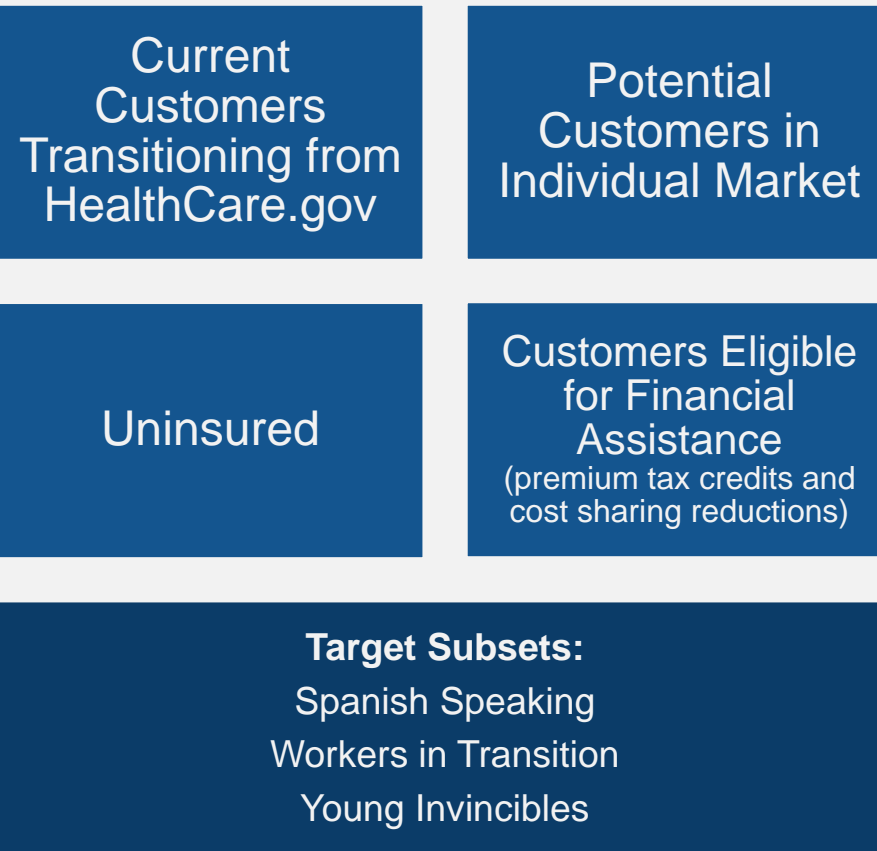 Current
Customers
Transitioning from
HealthCare.gov
Potential
Customers in
Individual Market
Uninsured
Customers Eligible
for Financial
Assistance
(premium tax credits and
cost sharing reductions)
Target Subsets:
Spanish Speaking
Workers in Transition
Young Invincibles